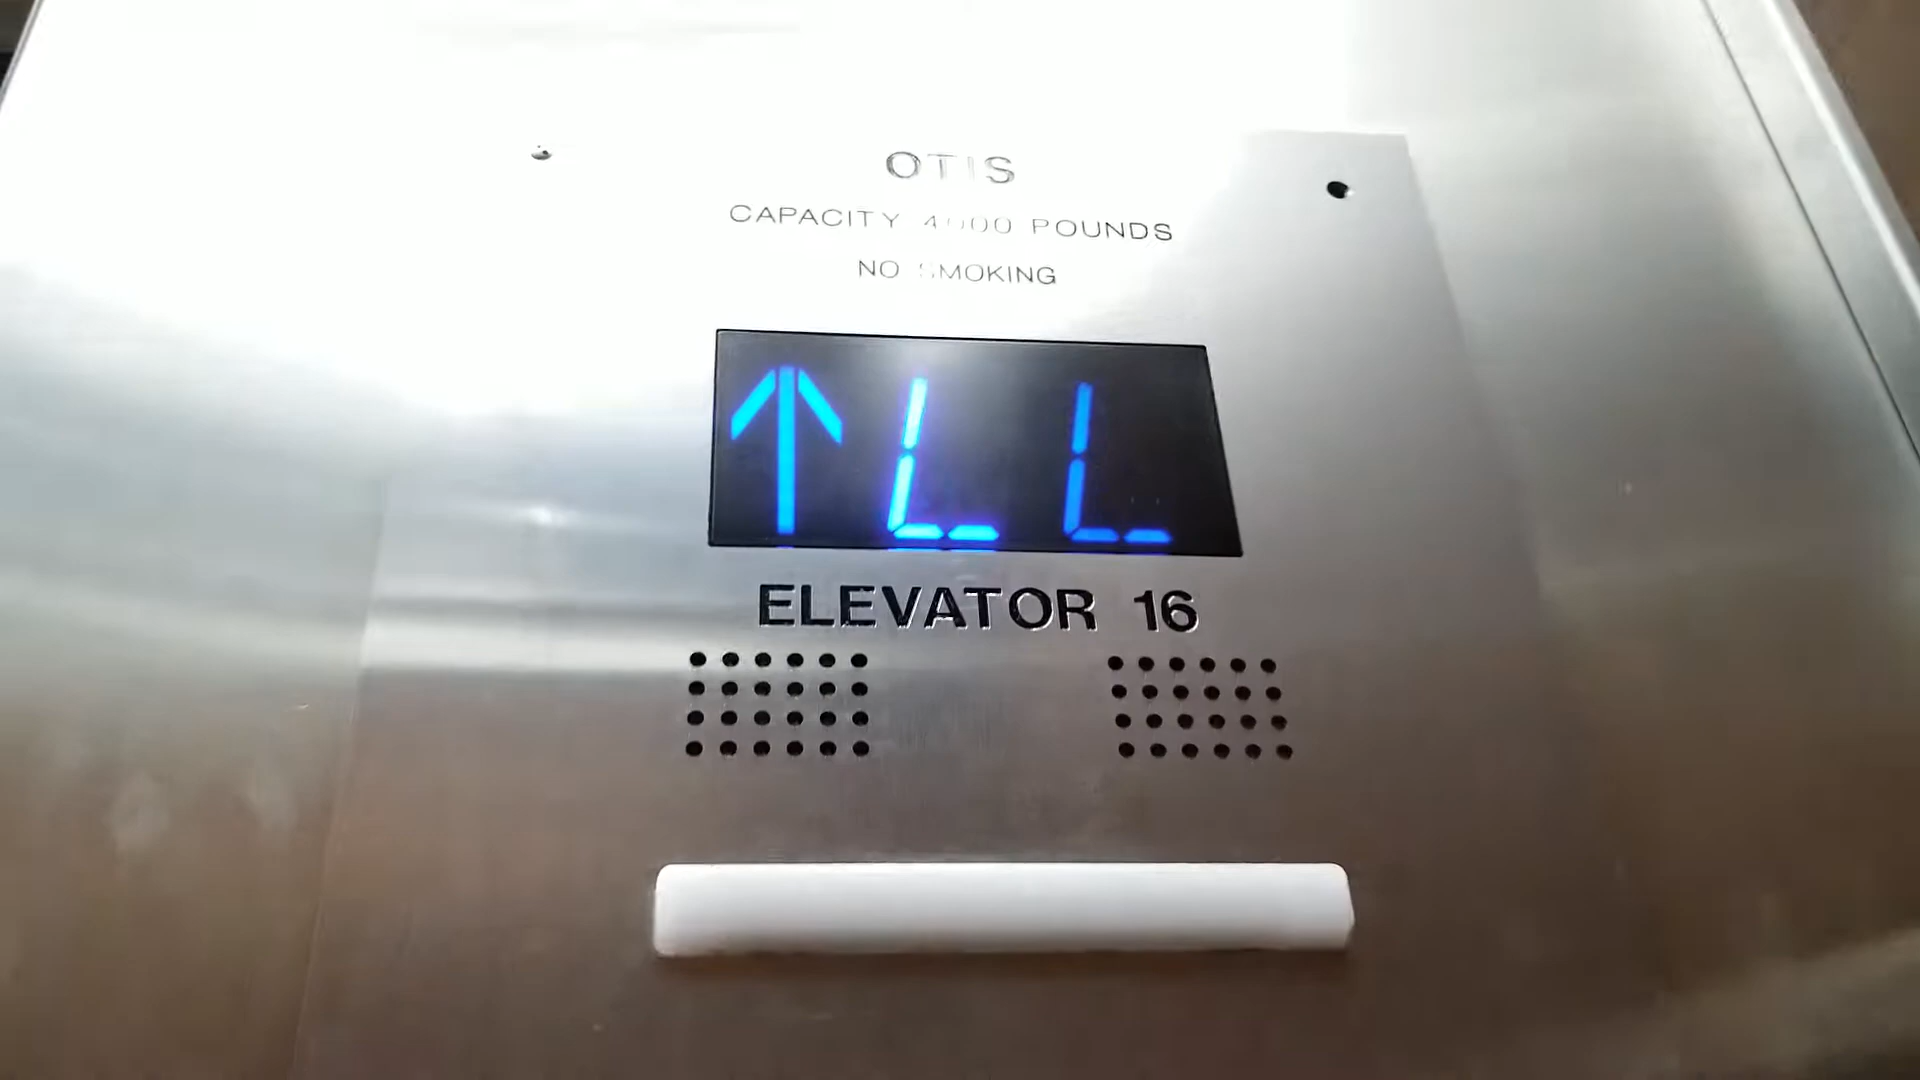 OTIS
CAPACITY 4000 POUNDS
NO SMOKING
↑ LL
ELEVATOR 16